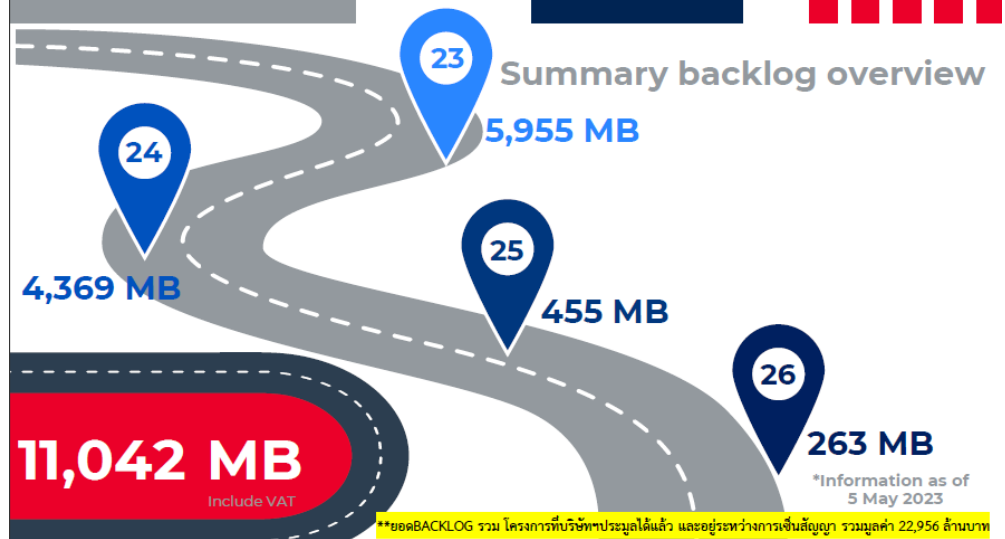 23
Summary backlog overview
5,955 MB
24
4,369 MB
25
455 MB
26
263 MB
11,042 MB
Include VAT
*Information as of
5 May 2023
**ยอดBACKLOG รวม โครงการที่บริษัทฯประมูลได้แล้ว และอยู่ระหว่างการเซ็นสัญญา รวมมูลค่า 22,956 ล้านบาท